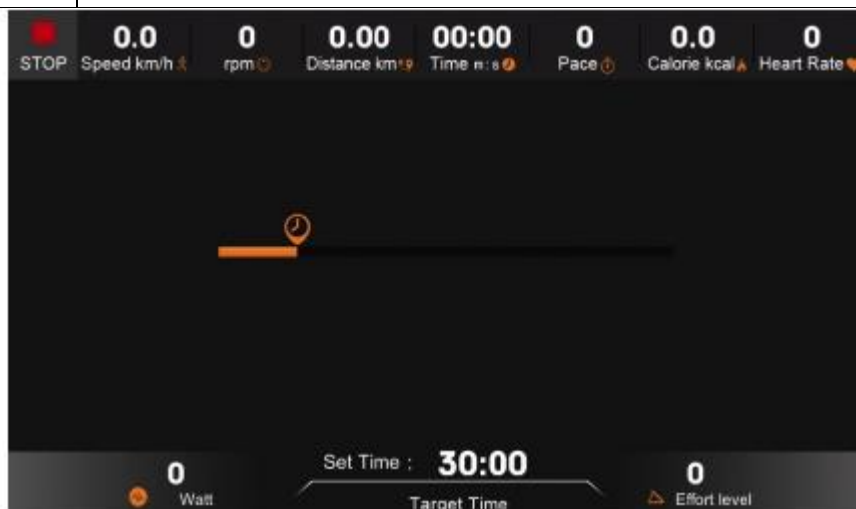 0.0 0 0.00 00:00 0 0.0 0
STOP Speed km/h rpm Distance km Time m:s Pace Calorie kcal Heart Rate
Set Time : 30:00
0 0
Watt Target Time Effort level